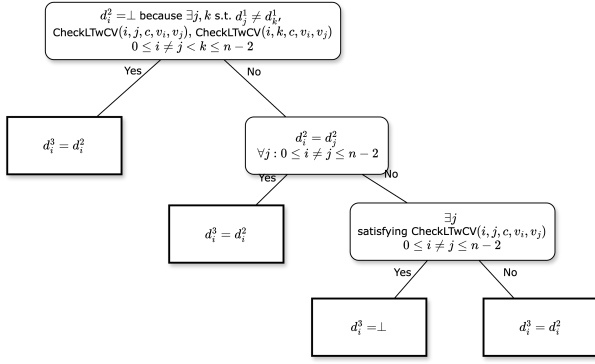 d_i^2 =⊥ because ∃j, k s.t. d_j^1 ≠ d_k^1,
CheckLTwCV(i, j, c, v_i, v_j), CheckLTwCV(i, k, c, v_i, v_j)
0 ≤ i ≠ j < k ≤ n − 2
Yes
No
d_i^3 = d_i^2
d_i^2 = d_j^2
∀j : 0 ≤ i ≠ j ≤ n − 2
Yes
No
d_i^3 = d_i^2
∃j
satisfying CheckLTwCV(i, j, c, v_i, v_j)
0 ≤ i ≠ j ≤ n − 2
Yes
No
d_i^3 =⊥
d_i^3 = d_i^2